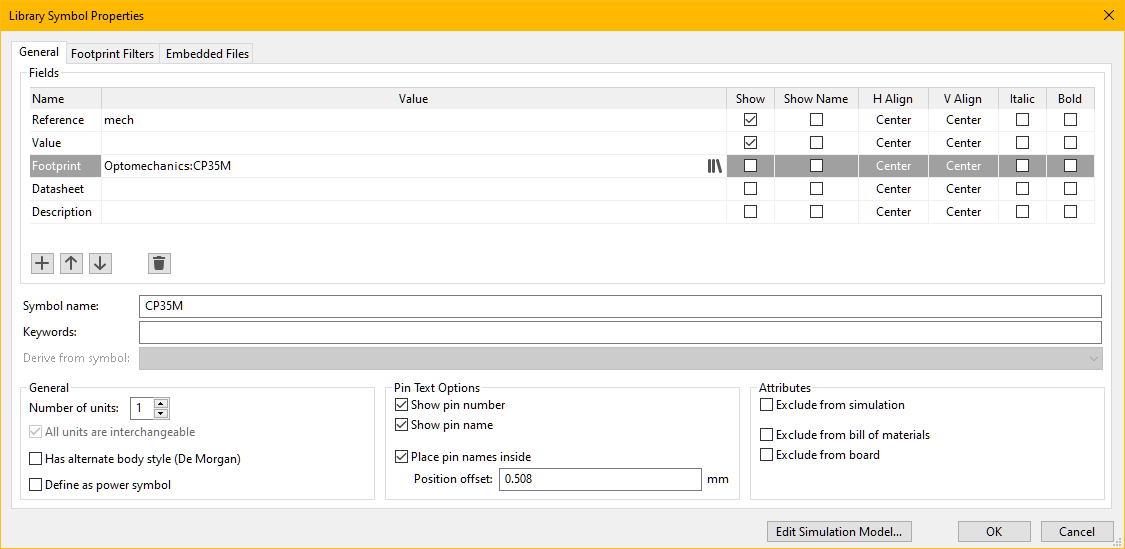 Library Symbol Properties
General Footprint Filters Embedded Files
Fields
Name Value Show Show Name H Align V Align Italic Bold
Reference mech Center Center
Value Center Center
Footprint Optomechanics:CP35M Center Center
Datasheet Center Center
Description Center Center
Symbol name: CP35M
Keywords:
Derive from symbol:
General
Number of units: 1
All units are interchangeable
Has alternate body style (De Morgan)
Define as power symbol
Pin Text Options
Show pin number
Show pin name
Place pin names inside
Position offset: 0.508 mm
Attributes
Exclude from simulation
Exclude from bill of materials
Exclude from board
Edit Simulation Model... OK Cancel